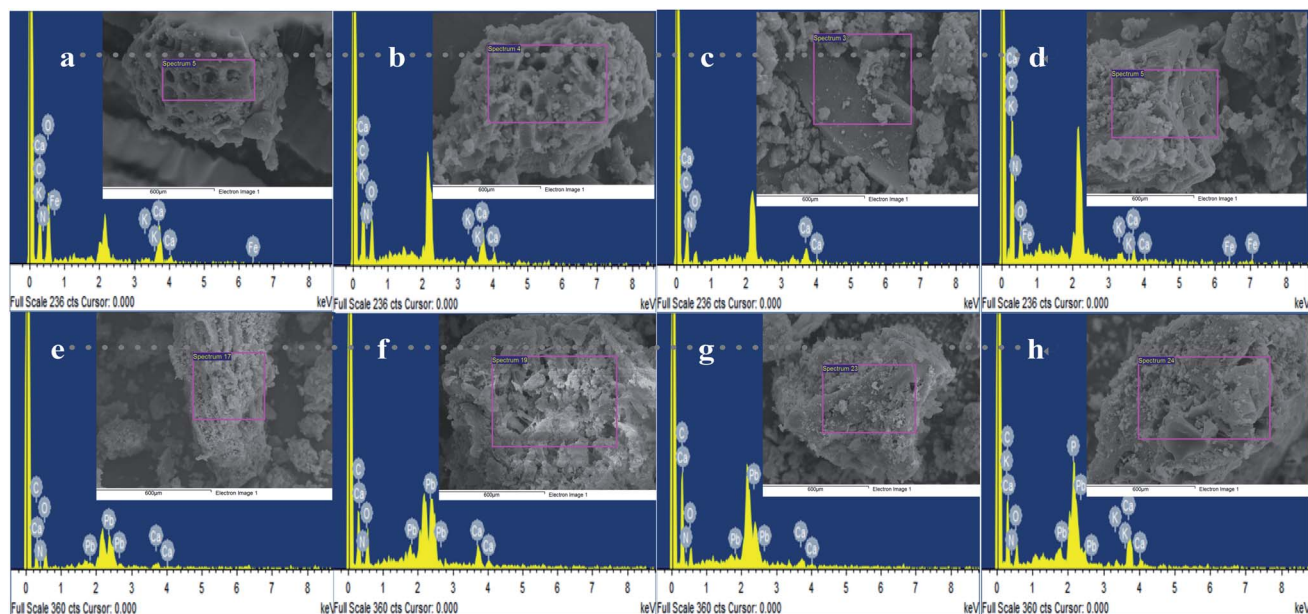 a
Spectrum 5
600µm Electron Image 1
O
Ca
C
K
N
Fe
K
Ca
K
Ca
Fe
0 1 2 3 4 5 6 7 8
Full Scale 236 cts Cursor: 0.000
keV
b
Spectrum 4
600µm Electron Image 1
Ca
C
K
O
N
K
Ca
K
Ca
0 1 2 3 4 5 6 7 8
Full Scale 236 cts Cursor: 0.000
keV
c
Spectrum 3
600µm Electron Image 1
Ca
C
O
N
Ca
Ca
0 1 2 3 4 5 6 7 8
Full Scale 236 cts Cursor: 0.000
keV
d
Spectrum 5
600µm Electron Image 1
Ca
C
K
N
O
Fe
K
Ca
K
Ca
Fe
Fe
0 1 2 3 4 5 6 7 8
Full Scale 236 cts Cursor: 0.000
keV
e
Spectrum 17
600µm Electron Image 1
C
O
Ca
N
Pb
Pb
Pb
Ca
Ca
0 1 2 3 4 5 6 7 8
Full Scale 360 cts Cursor: 0.000
keV
f
Spectrum 19
600µm Electron Image 1
C
Ca
O
N
Pb
Pb
Pb
Ca
Ca
0 1 2 3 4 5 6 7 8
Full Scale 360 cts Cursor: 0.000
keV
g
Spectrum 23
600µm Electron Image 1
C
Ca
O
N
Pb
Pb
Pb
Ca
Ca
0 1 2 3 4 5 6 7 8
Full Scale 360 cts Cursor: 0.000
keV
h
Spectrum 24
600µm Electron Image 1
C
K
Ca
O
N
P
Pb
Pb
Pb
K
Ca
K
Ca
0 1 2 3 4 5 6 7 8
Full Scale 360 cts Cursor: 0.000
keV